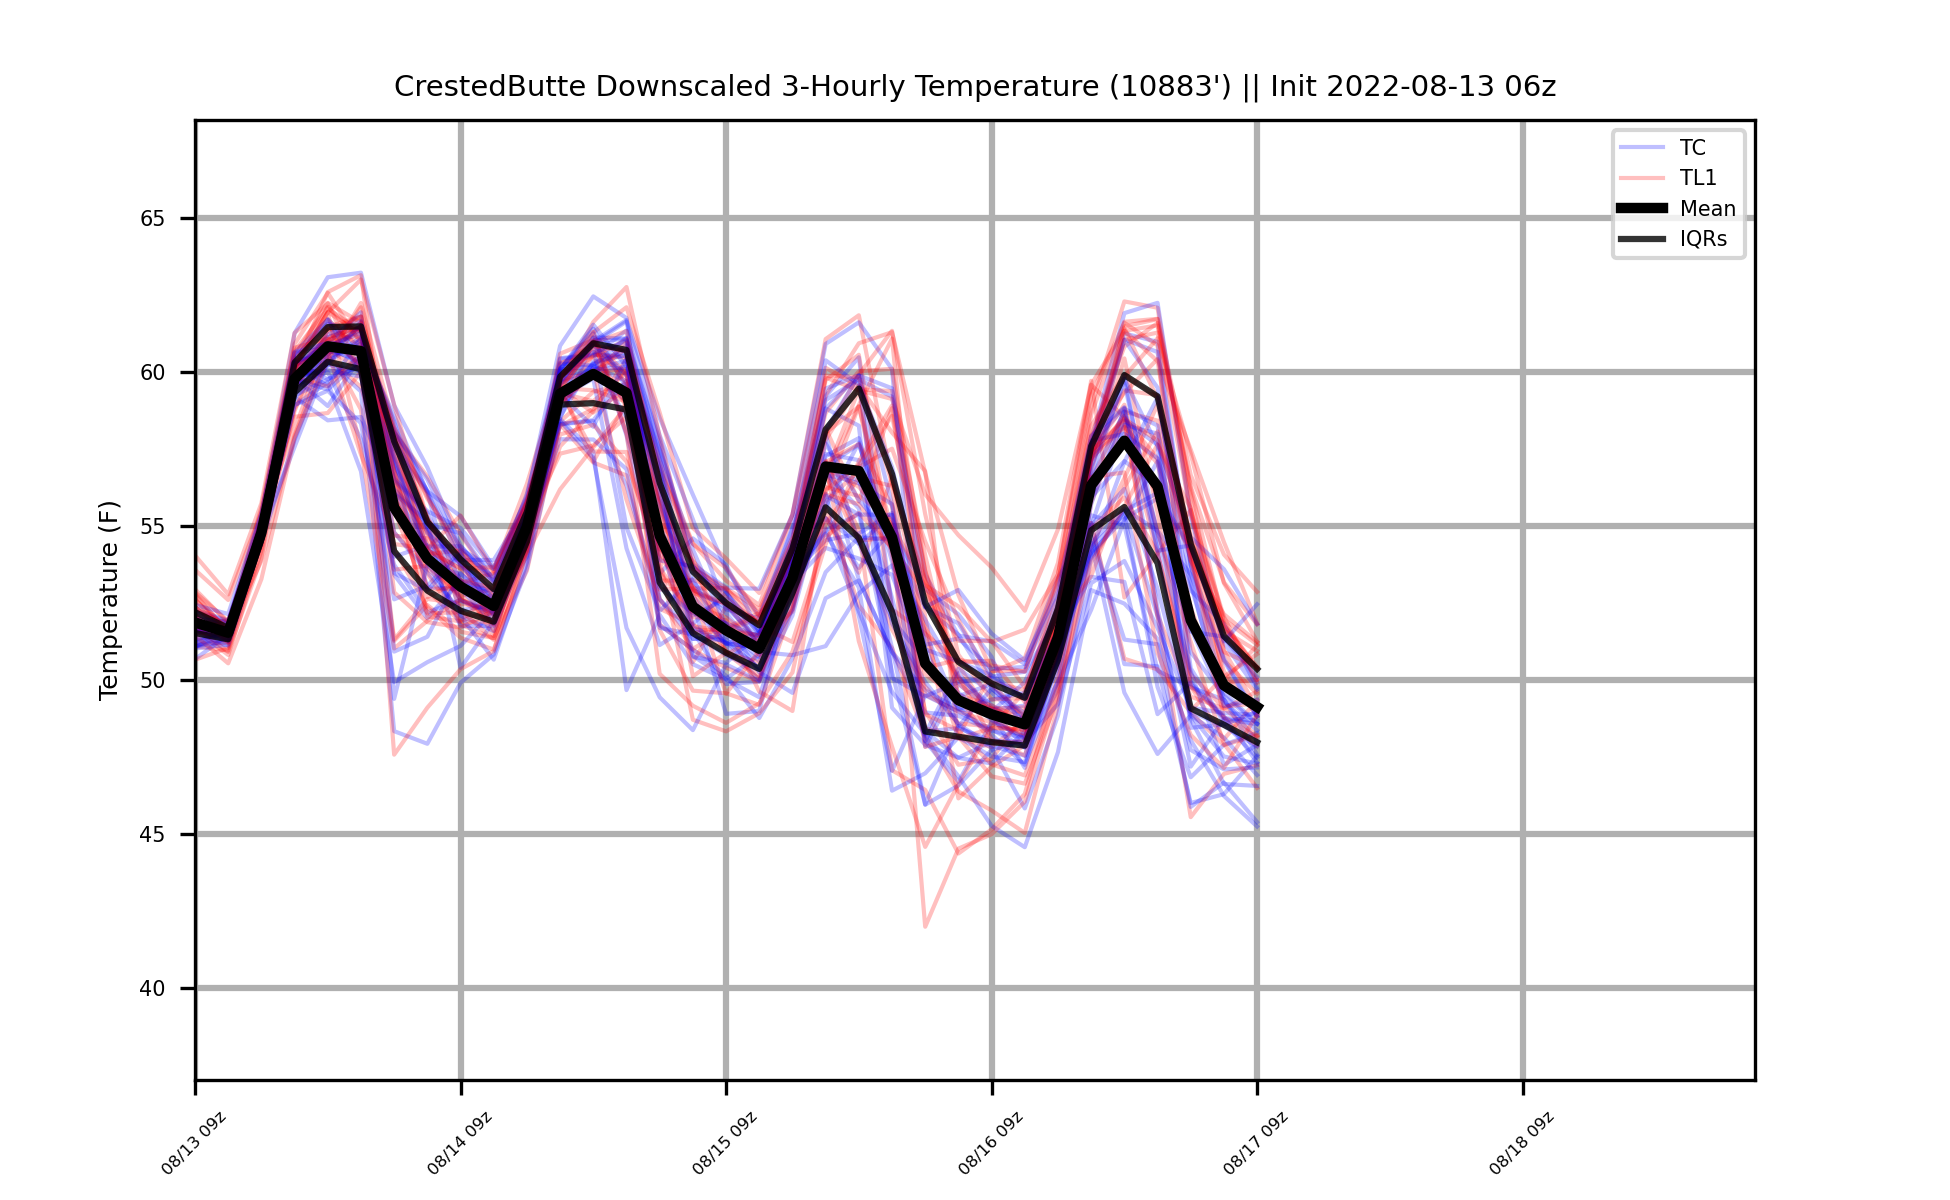 CrestedButte Downscaled 3-Hourly Temperature (10883') || Init 2022-08-13 06z
TC
TL1
Mean
IQRs
Temperature (F)
65
60
55
50
45
40
08/13 09z
08/14 09z
08/15 09z
08/16 09z
08/17 09z
08/18 09z